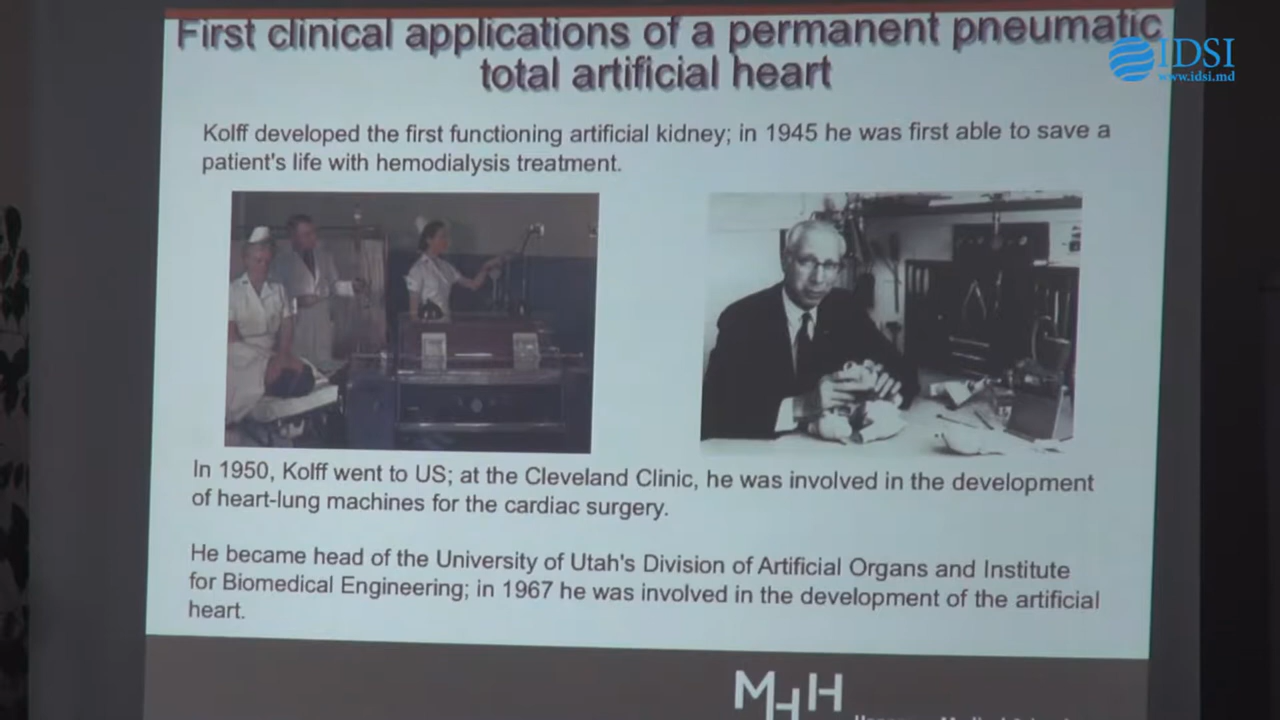 First clinical applications of a permanent pneumatic
total artificial heart
IDSI
www.idsi.md
Kolff developed the first functioning artificial kidney; in 1945 he was first able to save a
patient's life with hemodialysis treatment.
In 1950, Kolff went to US; at the Cleveland Clinic, he was involved in the development
of heart-lung machines for the cardiac surgery.
He became head of the University of Utah's Division of Artificial Organs and Institute
for Biomedical Engineering; in 1967 he was involved in the development of the artificial
heart.
MHH